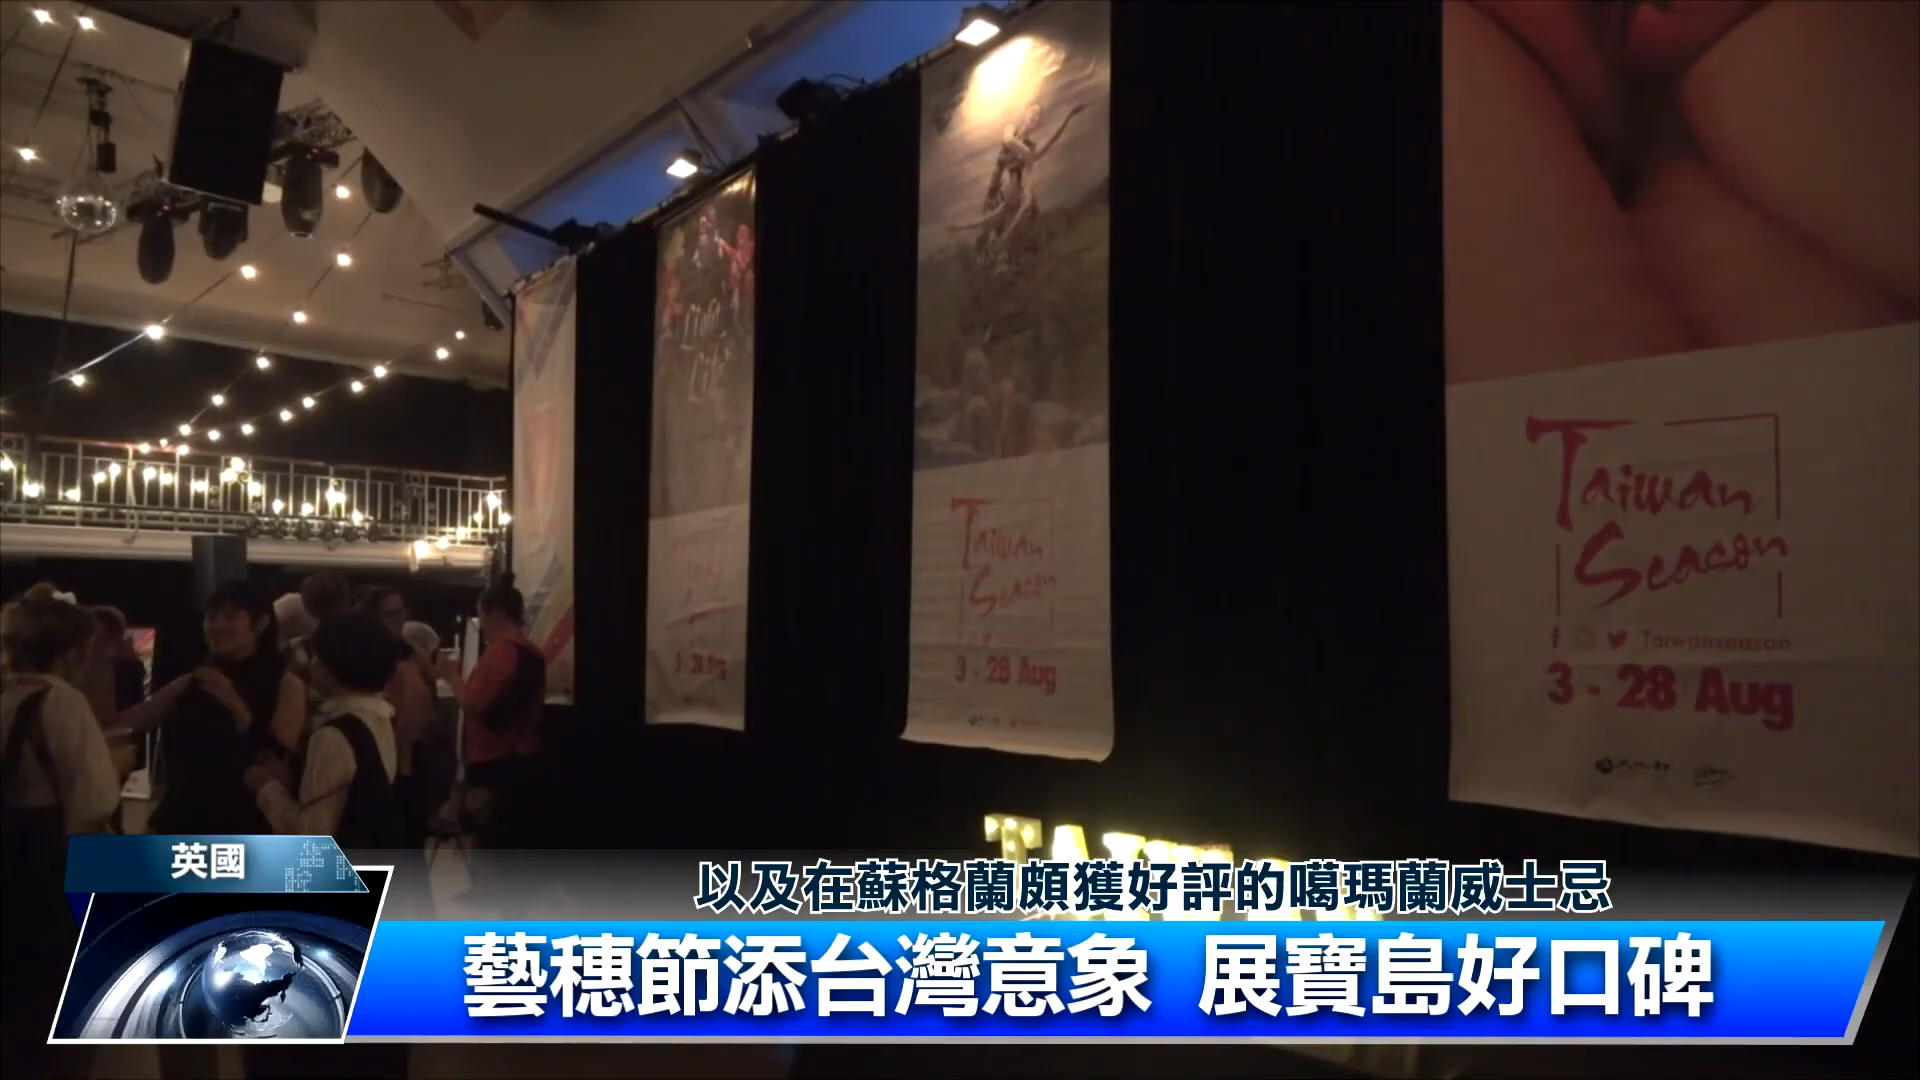 Taiwan
Season
3 - 28 Aug
Taiwan
Season
Taiwanseason
3 - 28 Aug
英國
以及在蘇格蘭頗獲好評的噶瑪蘭威士忌
藝穗節添台灣意象 展寶島好口碑